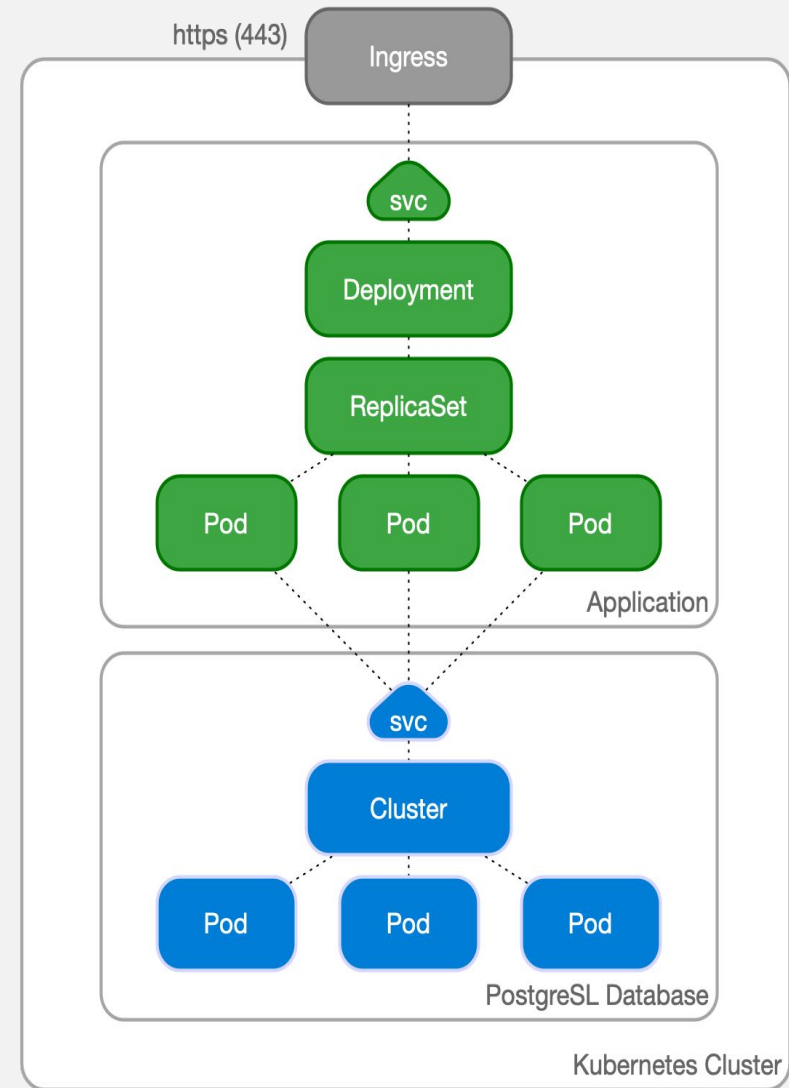 https (443)
Ingress
svc
Deployment
ReplicaSet
Pod
Pod
Pod
Application
svc
Cluster
Pod
Pod
Pod
PostgreSL Database
Kubernetes Cluster